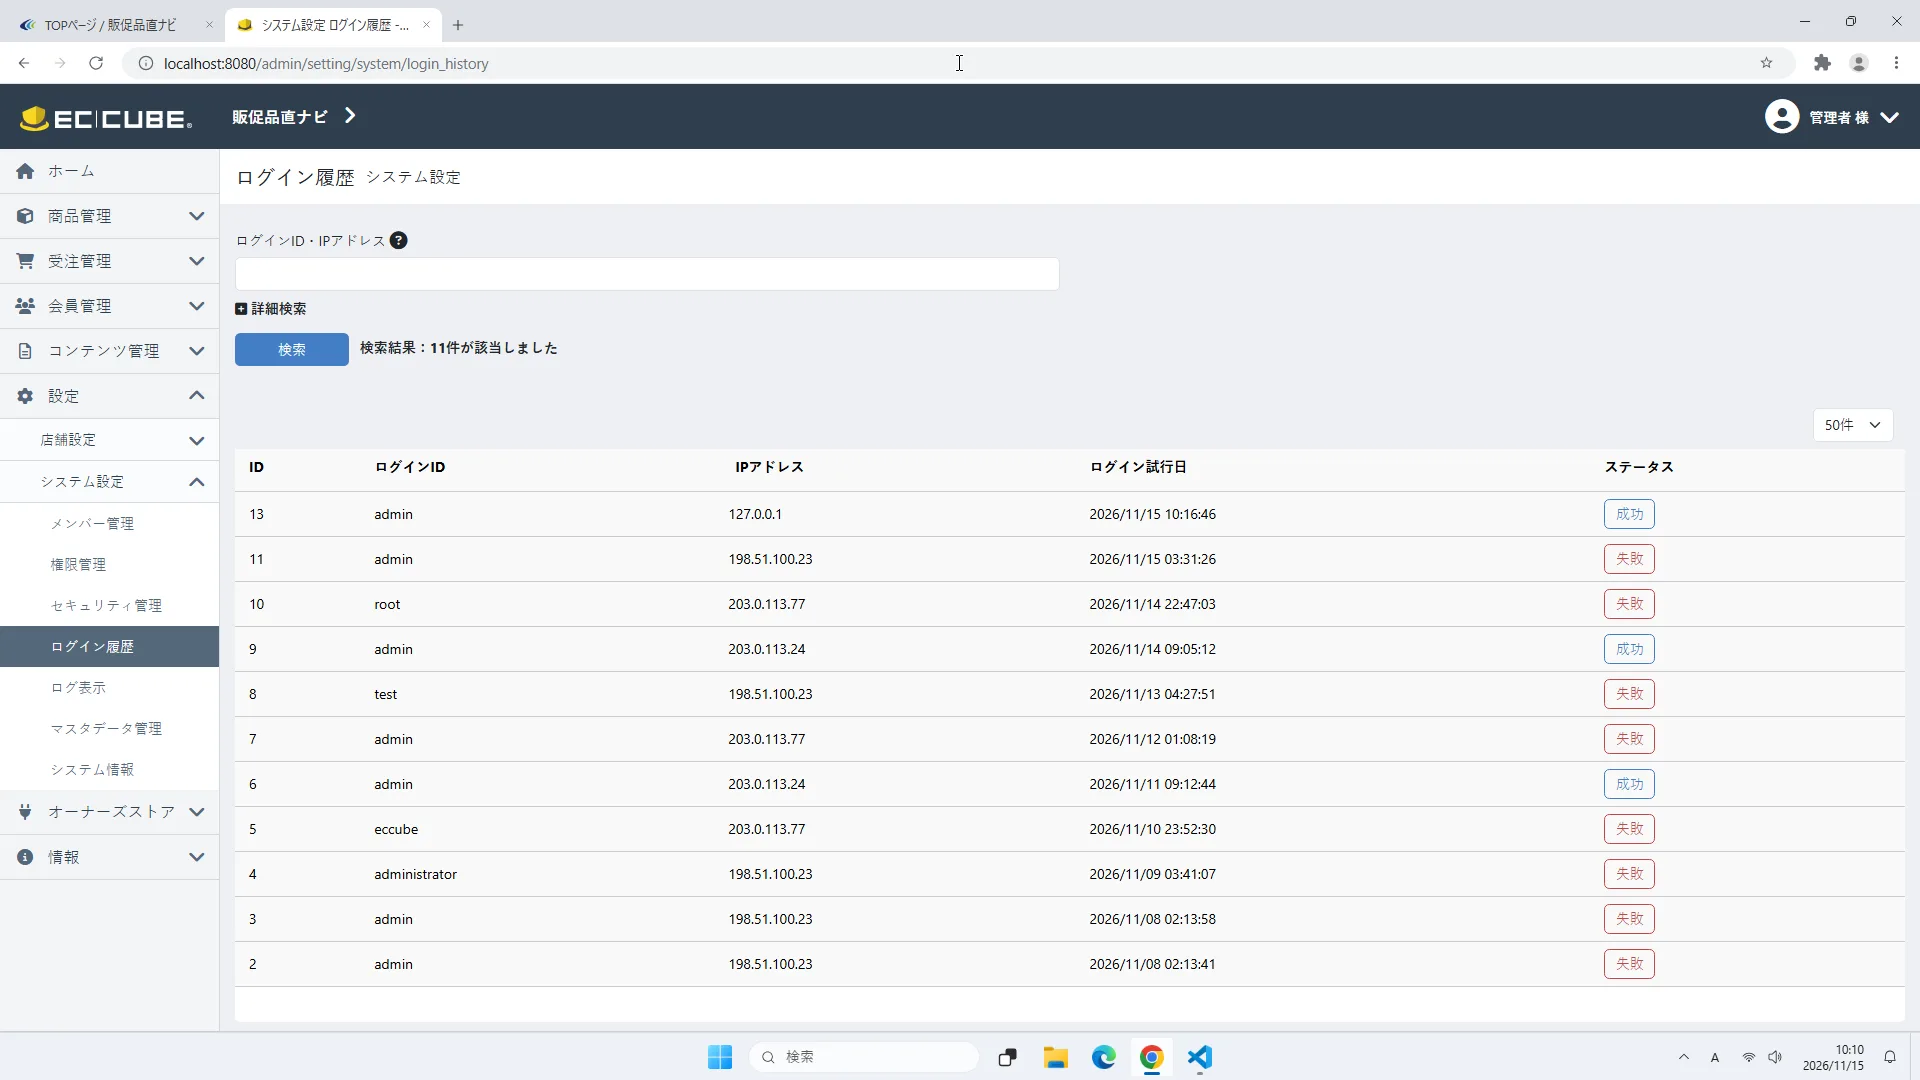 TOPページ / 販促品直ナビ
システム設定 ログイン履歴 -...
localhost:8080/admin/setting/system/login_history
EC CUBE
販促品直ナビ
管理者 様
ホーム
商品管理
受注管理
会員管理
コンテンツ管理
設定
店舗設定
システム設定
メンバー管理
権限管理
セキュリティ管理
ログイン履歴
ログ表示
マスタデータ管理
システム情報
オーナーズストア
情報
ログイン履歴 システム設定
ログインID・IPアドレス ?
詳細検索
検索 検索結果：11件が該当しました
50件
ID ログインID IPアドレス ログイン試行日 ステータス
13 admin 127.0.0.1 2026/11/15 10:16:46 成功
11 admin 198.51.100.23 2026/11/15 03:31:26 失敗
10 root 203.0.113.77 2026/11/14 22:47:03 失敗
9 admin 203.0.113.24 2026/11/14 09:05:12 成功
8 test 198.51.100.23 2026/11/13 04:27:51 失敗
7 admin 203.0.113.77 2026/11/12 01:08:19 失敗
6 admin 203.0.113.24 2026/11/11 09:12:44 成功
5 eccube 203.0.113.77 2026/11/10 23:52:30 失敗
4 administrator 198.51.100.23 2026/11/09 03:41:07 失敗
3 admin 198.51.100.23 2026/11/08 02:13:58 失敗
2 admin 198.51.100.23 2026/11/08 02:13:41 失敗
検索
A
10:10
2026/11/15